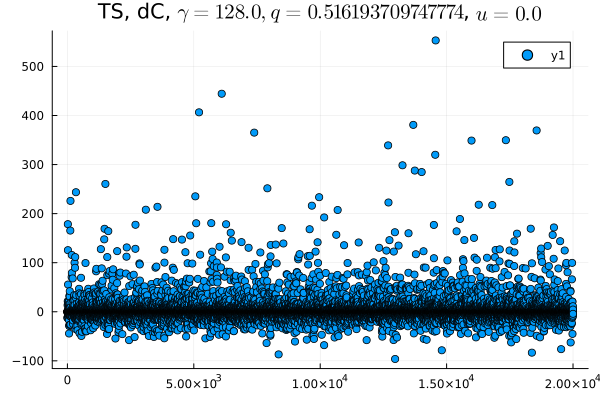 TS, dC, γ = 128.0, q = 0.516193709747774, u = 0.0
y1
500
400
300
200
100
0
−100
0 5.00×10³ 1.00×10⁴ 1.50×10⁴ 2.00×10⁴